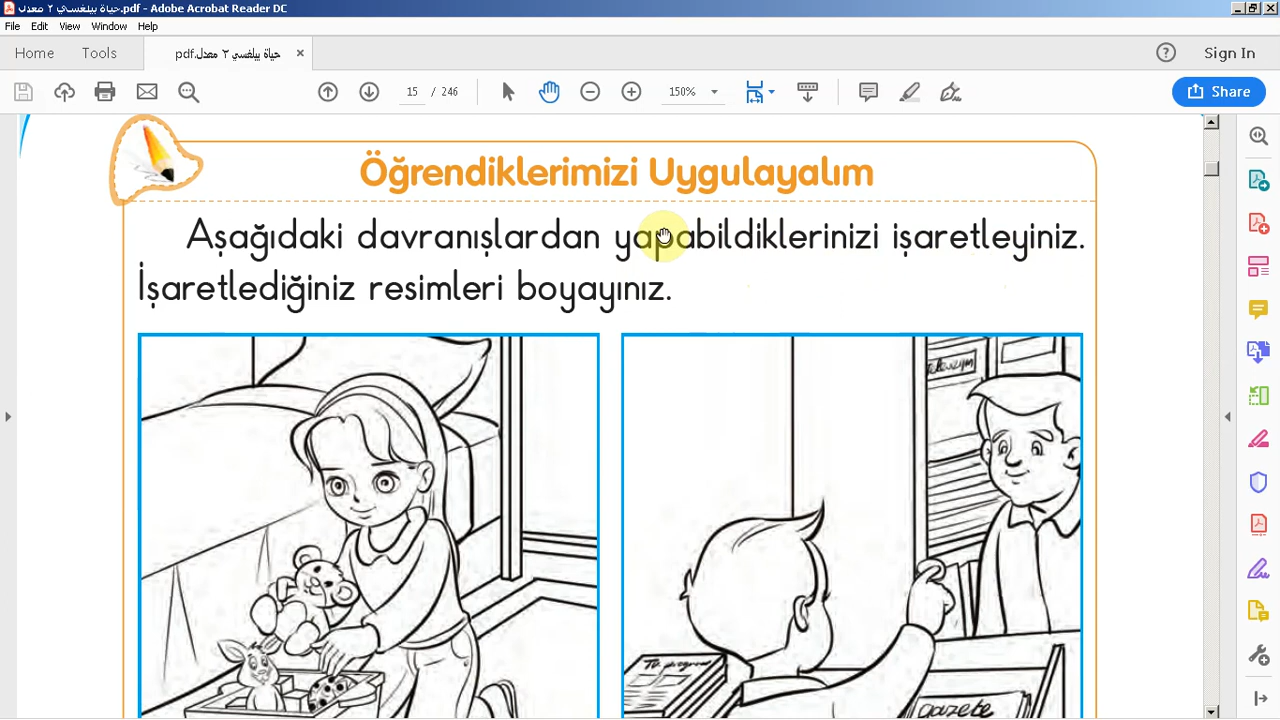 حياة بيلغسي ٢ معدل.pdf - Adobe Acrobat Reader DC
File Edit View Window Help
Home Tools حياة بيلغسي ٢ معدل.pdf × Sign In
15 / 246 150% Share
Öğrendiklerimizi Uygulayalım
Aşağıdaki davranışlardan yapabildiklerinizi işaretleyiniz.
İşaretlediğiniz resimleri boyayınız.
gazete